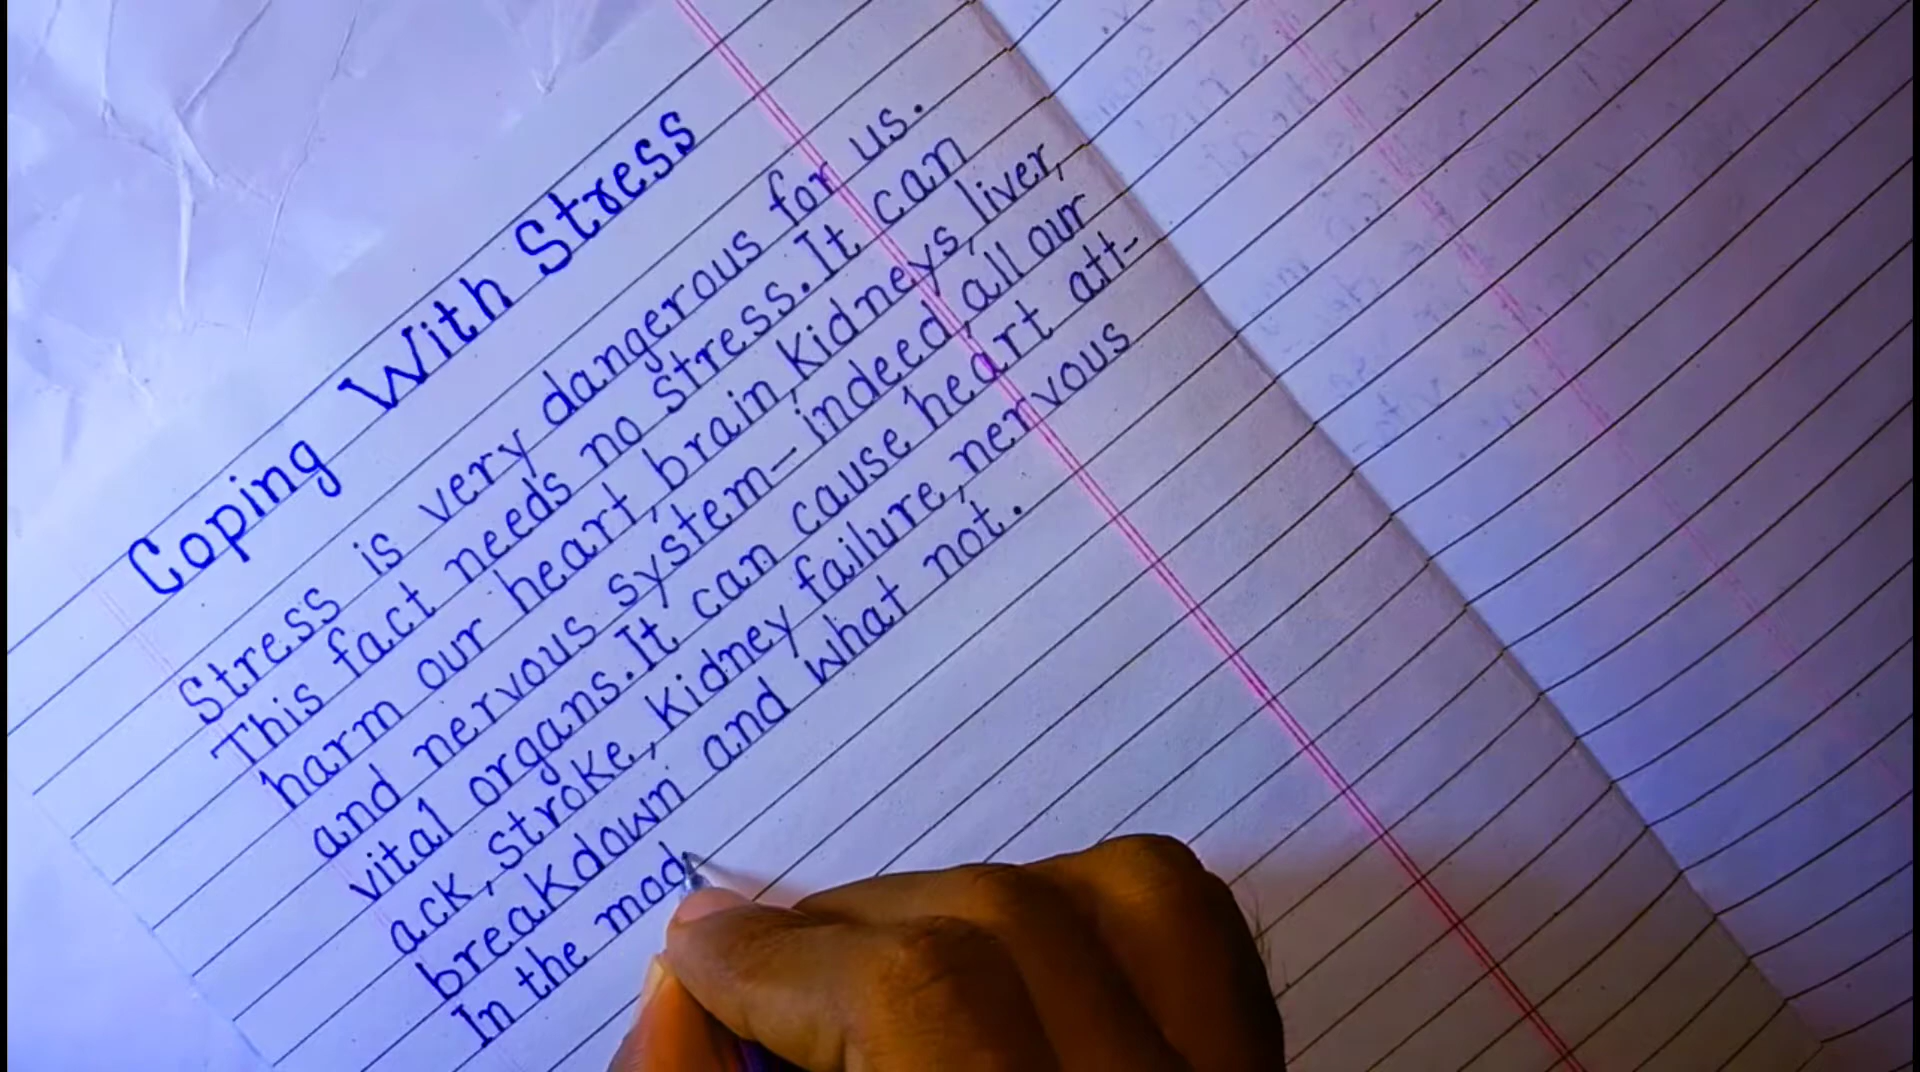 Coping With Stress
Stress is very dangerous for us.
This fact needs no stress. It can
harm our heart, brain, kidneys, liver,
and nervous system- indeed, all our
vital organs. It can cause heart att-
ack, stroke, kidney failure, nervous
breakdown and what not.
In the mod